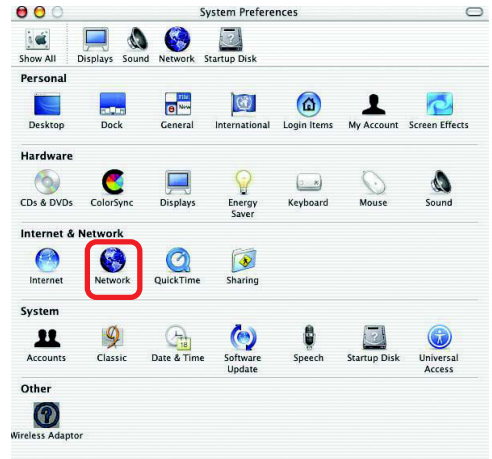 System Preferences
Show All Displays Sound Network Startup Disk
Personal
Desktop Dock General International Login Items My Account Screen Effects
Hardware
CDs & DVDs ColorSync Displays Energy Saver Keyboard Mouse Sound
Internet & Network
Internet Network QuickTime Sharing
System
Accounts Classic Date & Time Software Update Speech Startup Disk Universal Access
Other
Wireless Adaptor